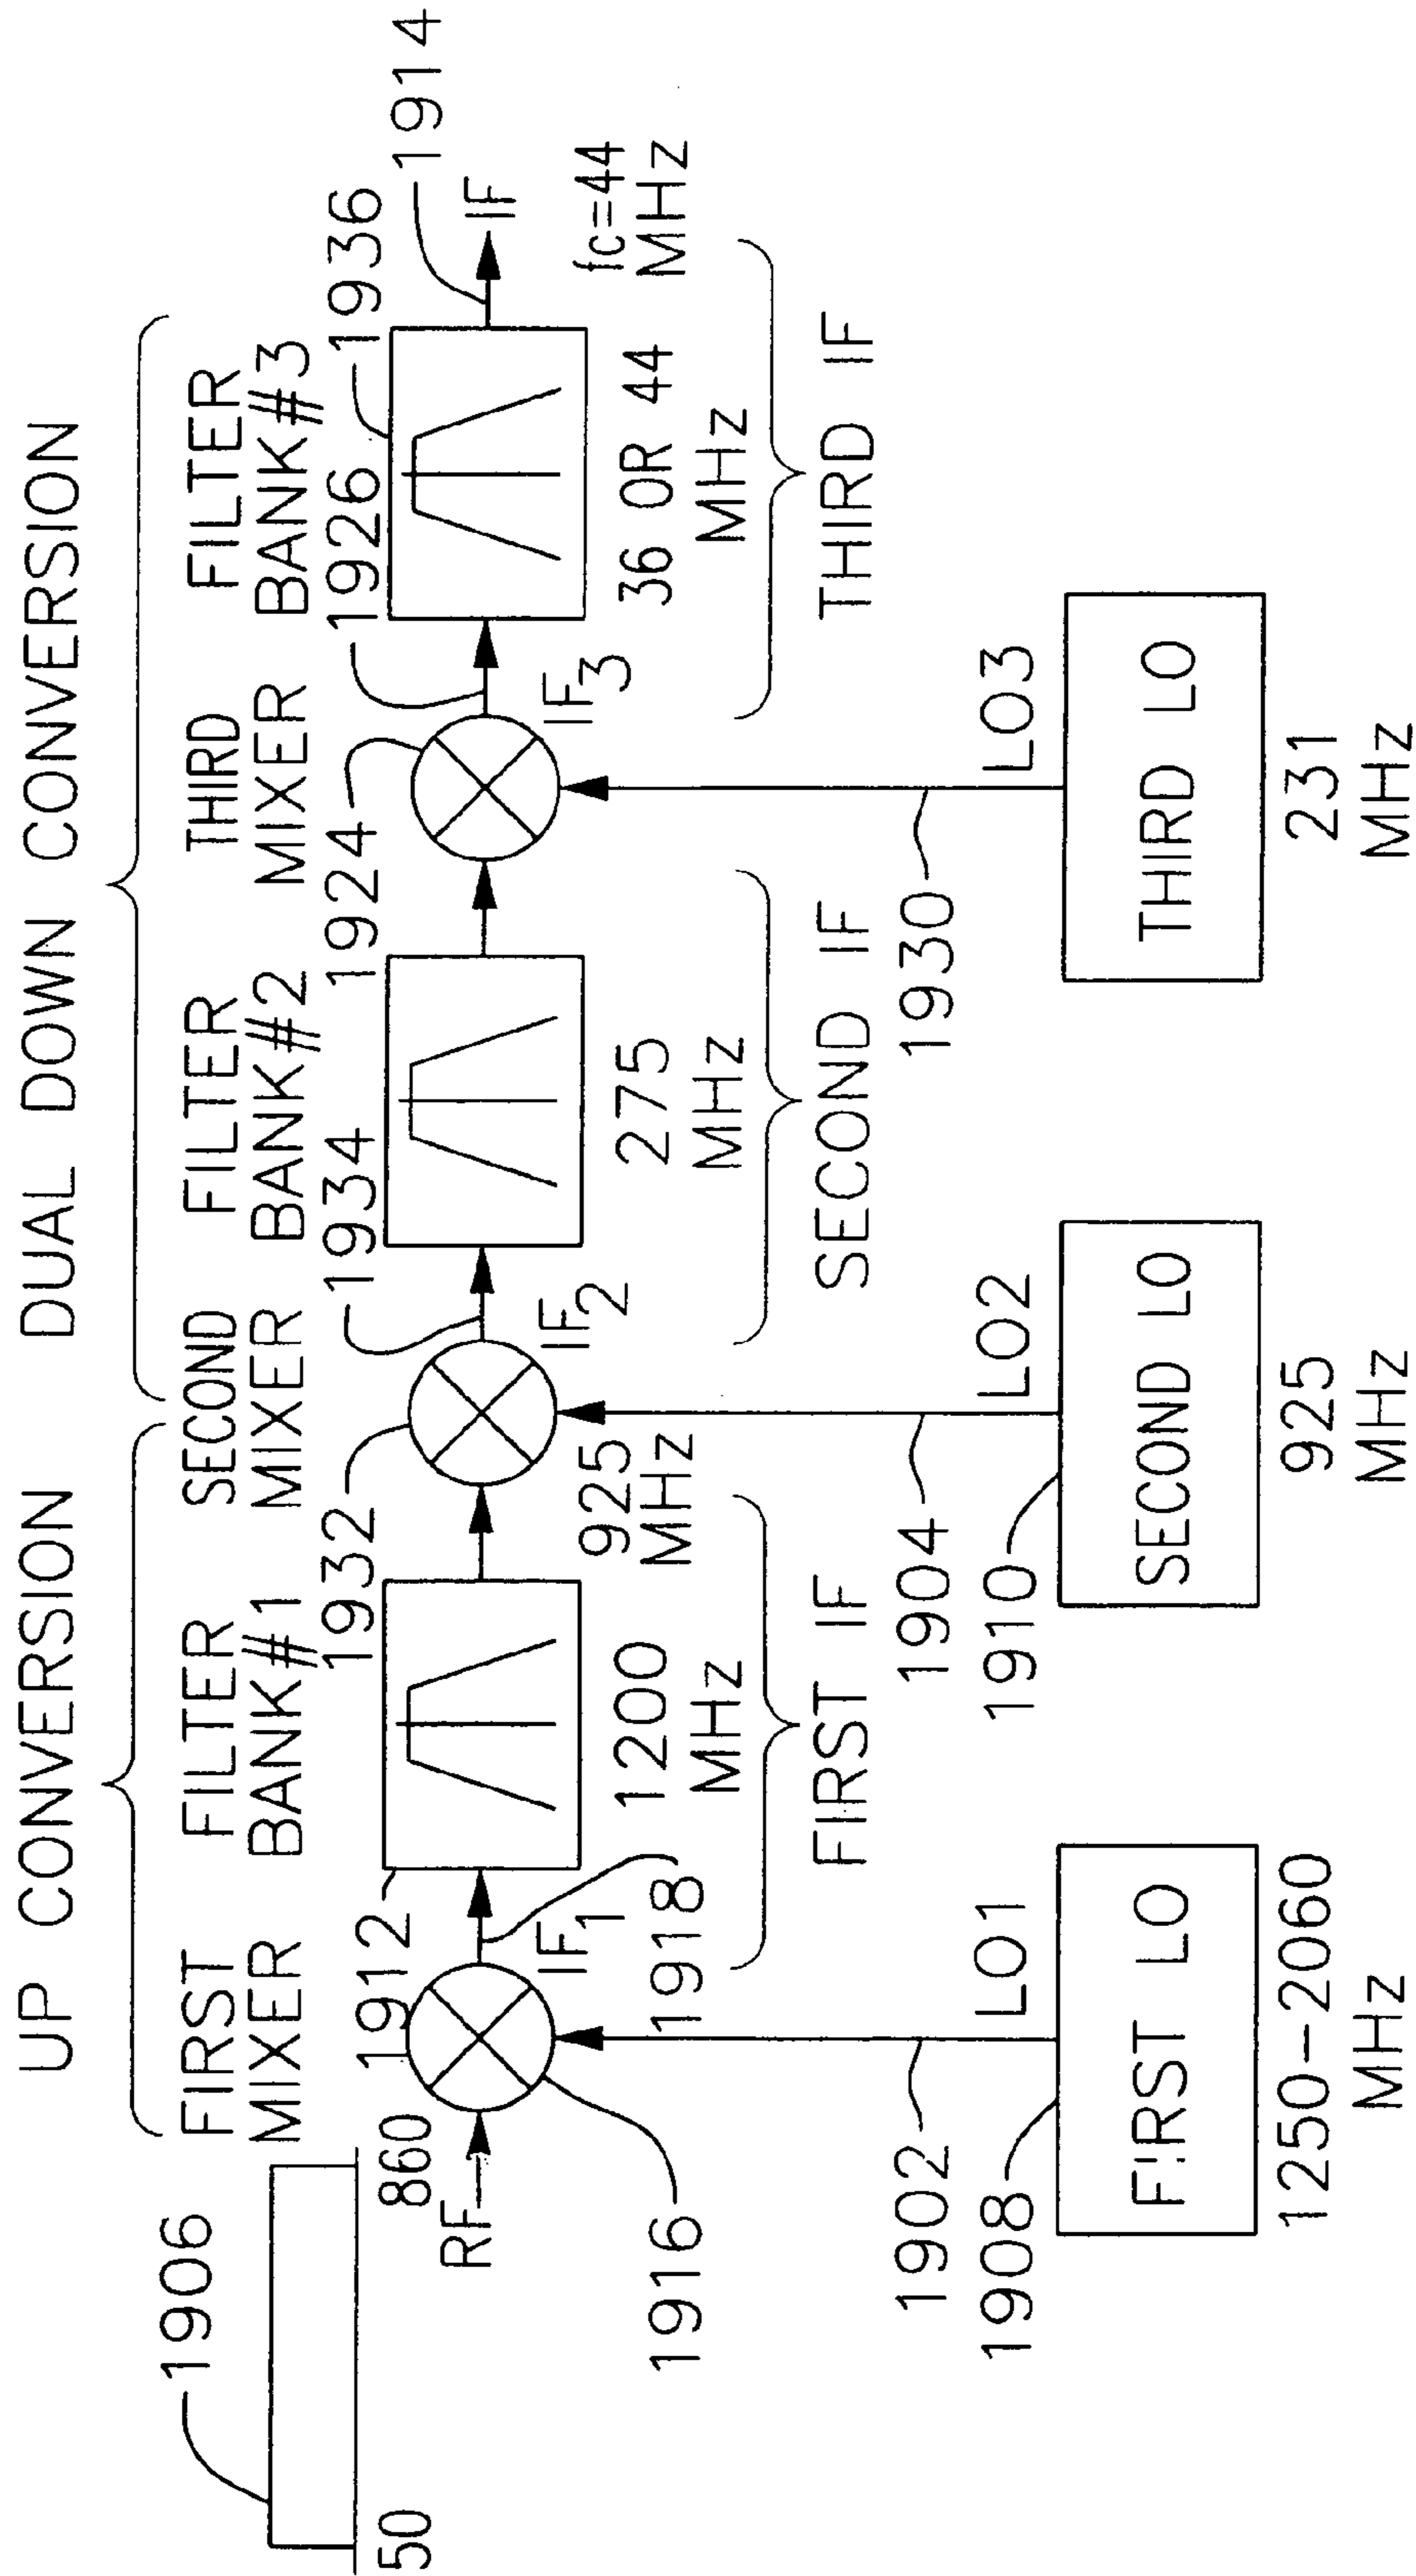 UP CONVERSION
DUAL DOWN CONVERSION
FIRST
MIXER
FILTER
BANK#1
SECOND
MIXER
FILTER
BANK#2
THIRD
MIXER
FILTER
BANK#3
1906
50
860
RF
1912
1932
1934
1924
1926
1936
1914
IF
1916
IF1
1918
1200
MHz
925
MHz
IF2
275
MHz
IF3
36 OR 44
MHz
fc=44
MHz
FIRST IF
SECOND IF
THIRD IF
1902
1908
LO1
1904
1910
LO2
1930
LO3
FIRST LO
SECOND LO
THIRD LO
1250-2060
MHz
925
MHz
231
MHz